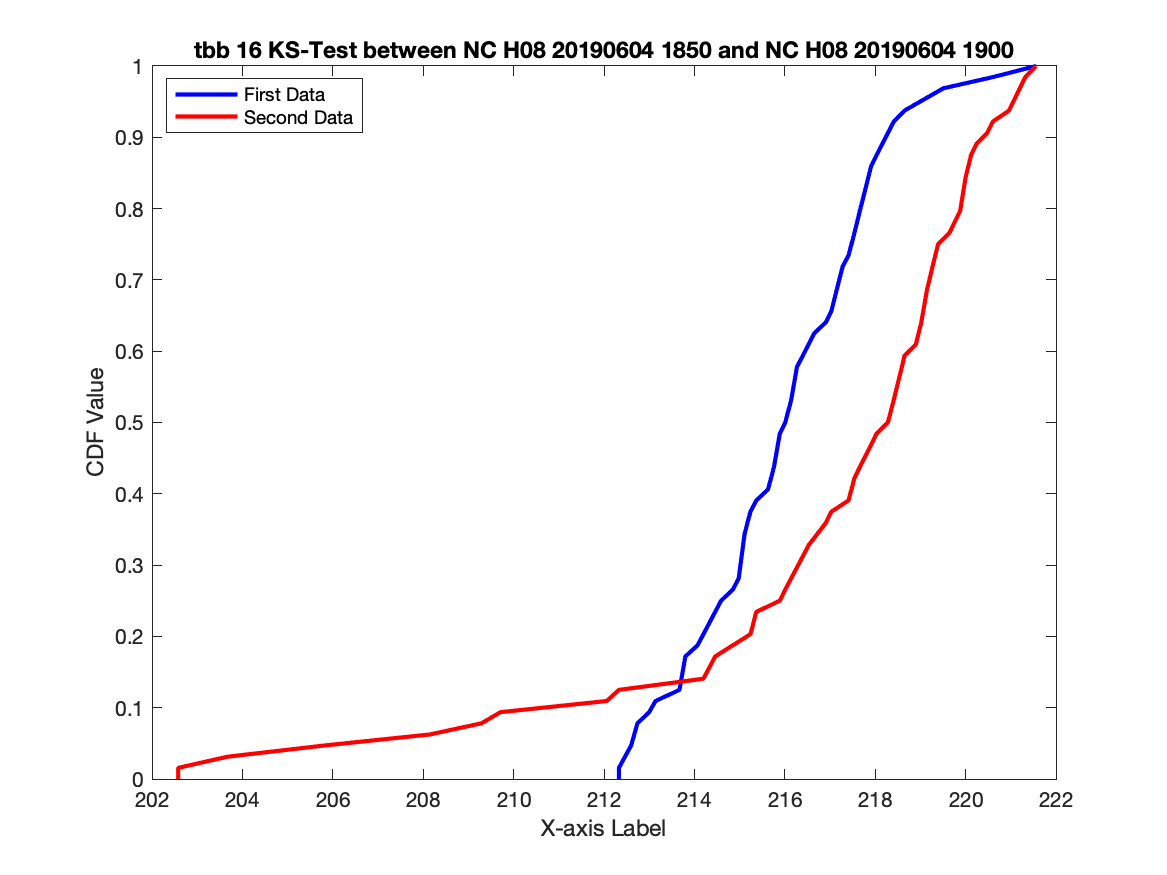 tbb 16 KS-Test between NC H08 20190604 1850 and NC H08 20190604 1900
First Data
Second Data
1
0.9
0.8
0.7
0.6
0.5
0.4
0.3
0.2
0.1
0
CDF Value
202 204 206 208 210 212 214 216 218 220 222
X-axis Label